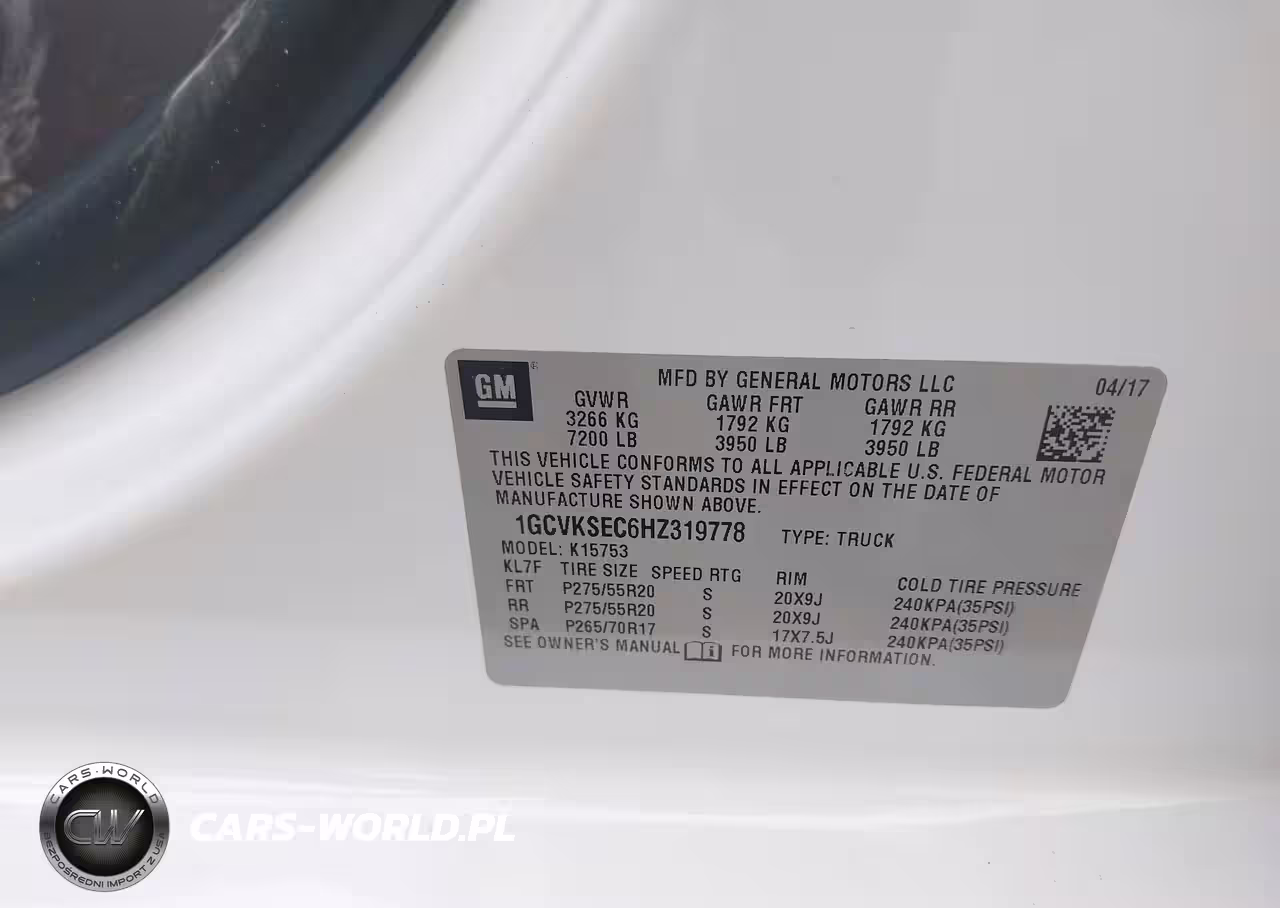 GM
MFD BY GENERAL MOTORS LLC
04/17
GVWR GAWR FRT GAWR RR
3266 KG 1792 KG 1792 KG
7200 LB 3950 LB 3950 LB
THIS VEHICLE CONFORMS TO ALL APPLICABLE U.S. FEDERAL MOTOR
VEHICLE SAFETY STANDARDS IN EFFECT ON THE DATE OF
MANUFACTURE SHOWN ABOVE.
1GCVKSEC6HZ319778 TYPE: TRUCK
MODEL: K15753
KL7F TIRE SIZE SPEED RTG RIM COLD TIRE PRESSURE
FRT P275/55R20 S 20X9J 240KPA(35PSI)
RR P275/55R20 S 20X9J 240KPA(35PSI)
SPA P265/70R17 S 17X7.5J 240KPA(35PSI)
SEE OWNER'S MANUAL FOR MORE INFORMATION.
CARS-WORLD
CW
BEZPOŚREDNI IMPORT Z USA
CARS-WORLD.PL